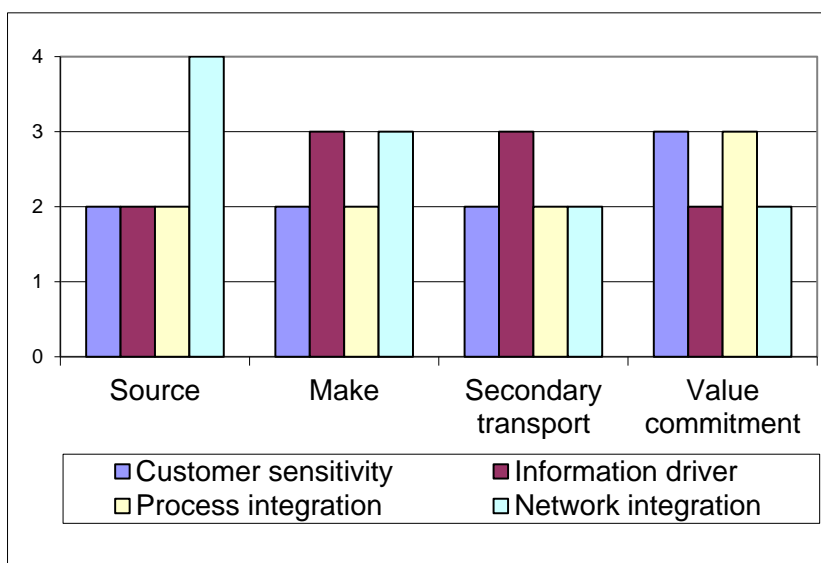 4
3
2
1
0
Source Make Secondary transport Value commitment
Customer sensitivity Information driver
Process integration Network integration